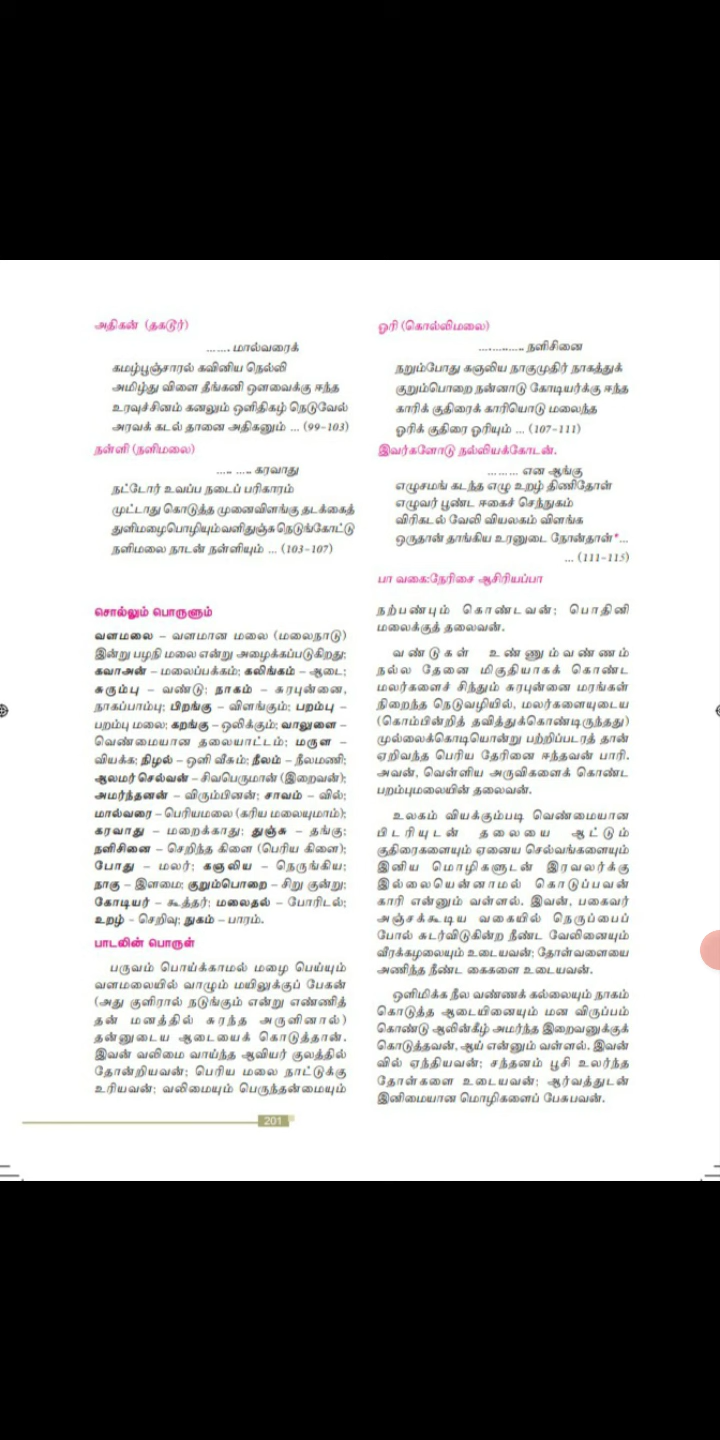 அதிகன் (தகடூர்)
....... மால்வரைக்
கமழ்பூஞ்சாரல் கவினிய நெல்லி
அமிழ்து விளை தீங்கனி ஔவைக்கு ஈந்த
உரவுச்சினம் கனலும் ஒளிதிகழ் நெடுவேல்
அரவக் கடல் தானை அதிகனும் ... (99-103)
நள்ளி (நளிமலை)
..... ..... கரவாது
நட்டோர் உவப்ப நடைப் பரிகாரம்
முட்டாது கொடுத்த முனைவிளங்கு தடக்கைத்
துளிமழைபொழியும்வளிதுஞ்சுநெடுங்கோட்டு
நளிமலை நாடன் நள்ளியும் ... (103-107)
சொல்லும் பொருளும்
வளமலை – வளமான மலை (மலைநாடு)
இன்று பழநி மலை என்று அழைக்கப்படுகிறது;
கவாஅன் – மலைப்பக்கம்; கலிங்கம் – ஆடை;
சுரும்பு – வண்டு; நாகம் – சுரபுன்னை,
நாகப்பாம்பு; பிறங்கு – விளங்கும்; பறம்பு –
பறம்பு மலை; கறங்கு – ஒலிக்கும்; வாலுளை –
வெண்மையான தலையாட்டம்; மருள –
வியக்க; நிழல் – ஒளி வீசும்; நீலம் – நீலமணி;
ஆலமர் செல்வன் – சிவபெருமான் (இறைவன்);
அமர்ந்தனன் – விரும்பினன்; சாவம் – வில்;
மால்வரை – பெரியமலை (கரிய மலையுமாம்);
கரவாது – மறைக்காது; துஞ்சு – தங்கு;
நளிசினை – செறிந்த கிளை (பெரிய கிளை);
போது – மலர்; கஞலிய – நெருங்கிய;
நாகு – இளமை; குறும்பொறை – சிறு குன்று;
கோடியர் – கூத்தர்; மலைதல் – போரிடல்;
உறழ் – செறிவு; நுகம் – பாரம்.
பாடலின் பொருள்
பருவம் பொய்க்காமல் மழை பெய்யும்
வளமலையில் வாழும் மயிலுக்குப் பேகன்
(அது குளிரால் நடுங்கும் என்று எண்ணித்
தன் மனத்தில் சுரந்த அருளினால்)
தன்னுடைய ஆடையைக் கொடுத்தான்.
இவன் வலிமை வாய்ந்த ஆவியர் குலத்தில்
தோன்றியவன்; பெரிய மலை நாட்டுக்கு
உரியவன்; வலிமையும் பெருந்தன்மையும்
ஓரி (கொல்லிமலை)
............... நளிசினை
நறும்போது கஞலிய நாகுமுதிர் நாகத்துக்
குறும்பொறை நன்னாடு கோடியர்க்கு ஈந்த
காரிக் குதிரைக் காரியொடு மலைந்த
ஓரிக் குதிரை ஓரியும் ... (107-111)
இவர்களோடு நல்லியக்கோடன்.
......... என ஆங்கு
எழுசமங் கடந்த எழு உறழ் திணிதோள்
எழுவர் பூண்ட ஈகைச் செந்நுகம்
விரிகடல் வேலி வியலகம் விளங்க
ஒருதான் தாங்கிய உரனுடை நோன்தாள்*...
... (111-115)
பா வகை:நேரிசை ஆசிரியப்பா
நற்பண்பும் கொண்டவன்; பொதினி
மலைக்குத் தலைவன்.
வண்டுகள் உண்ணும்வண்ணம்
நல்ல தேனை மிகுதியாகக் கொண்ட
மலர்களைச் சிந்தும் சுரபுன்னை மரங்கள்
நிறைந்த நெடுவழியில், மலர்களையுடைய
(கொம்பின்றித் தவித்துக்கொண்டிருந்தது)
முல்லைக்கொடியொன்று பற்றிப்படரத் தான்
ஏறிவந்த பெரிய தேரினை ஈந்தவன் பாரி.
அவன், வெள்ளிய அருவிகளைக் கொண்ட
பறம்புமலையின் தலைவன்.
உலகம் வியக்கும்படி வெண்மையான
பிடரியுடன் தலையை ஆட்டும்
குதிரைகளையும் ஏனைய செல்வங்களையும்
இனிய மொழிகளுடன் இரவலர்க்கு
இல்லையென்னாமல் கொடுப்பவன்
காரி என்னும் வள்ளல். இவன், பகைவர்
அஞ்சக்கூடிய வகையில் நெருப்பைப்
போல் சுடர்விடுகின்ற நீண்ட வேலினையும்
வீரக்கழலையும் உடையவன்; தோள்வளையை
அணிந்த நீண்ட கைகளை உடையவன்.
ஒளிமிக்க நீல வண்ணக் கல்லையும் நாகம்
கொடுத்த ஆடையினையும் மன விருப்பம்
கொண்டு ஆலின்கீழ் அமர்ந்த இறைவனுக்குக்
கொடுத்தவன், ஆய் என்னும் வள்ளல். இவன்
வில் ஏந்தியவன்; சந்தனம் பூசி உலர்ந்த
தோள்களை உடையவன்; ஆர்வத்துடன்
இனிமையான மொழிகளைப் பேசுபவன்.
201